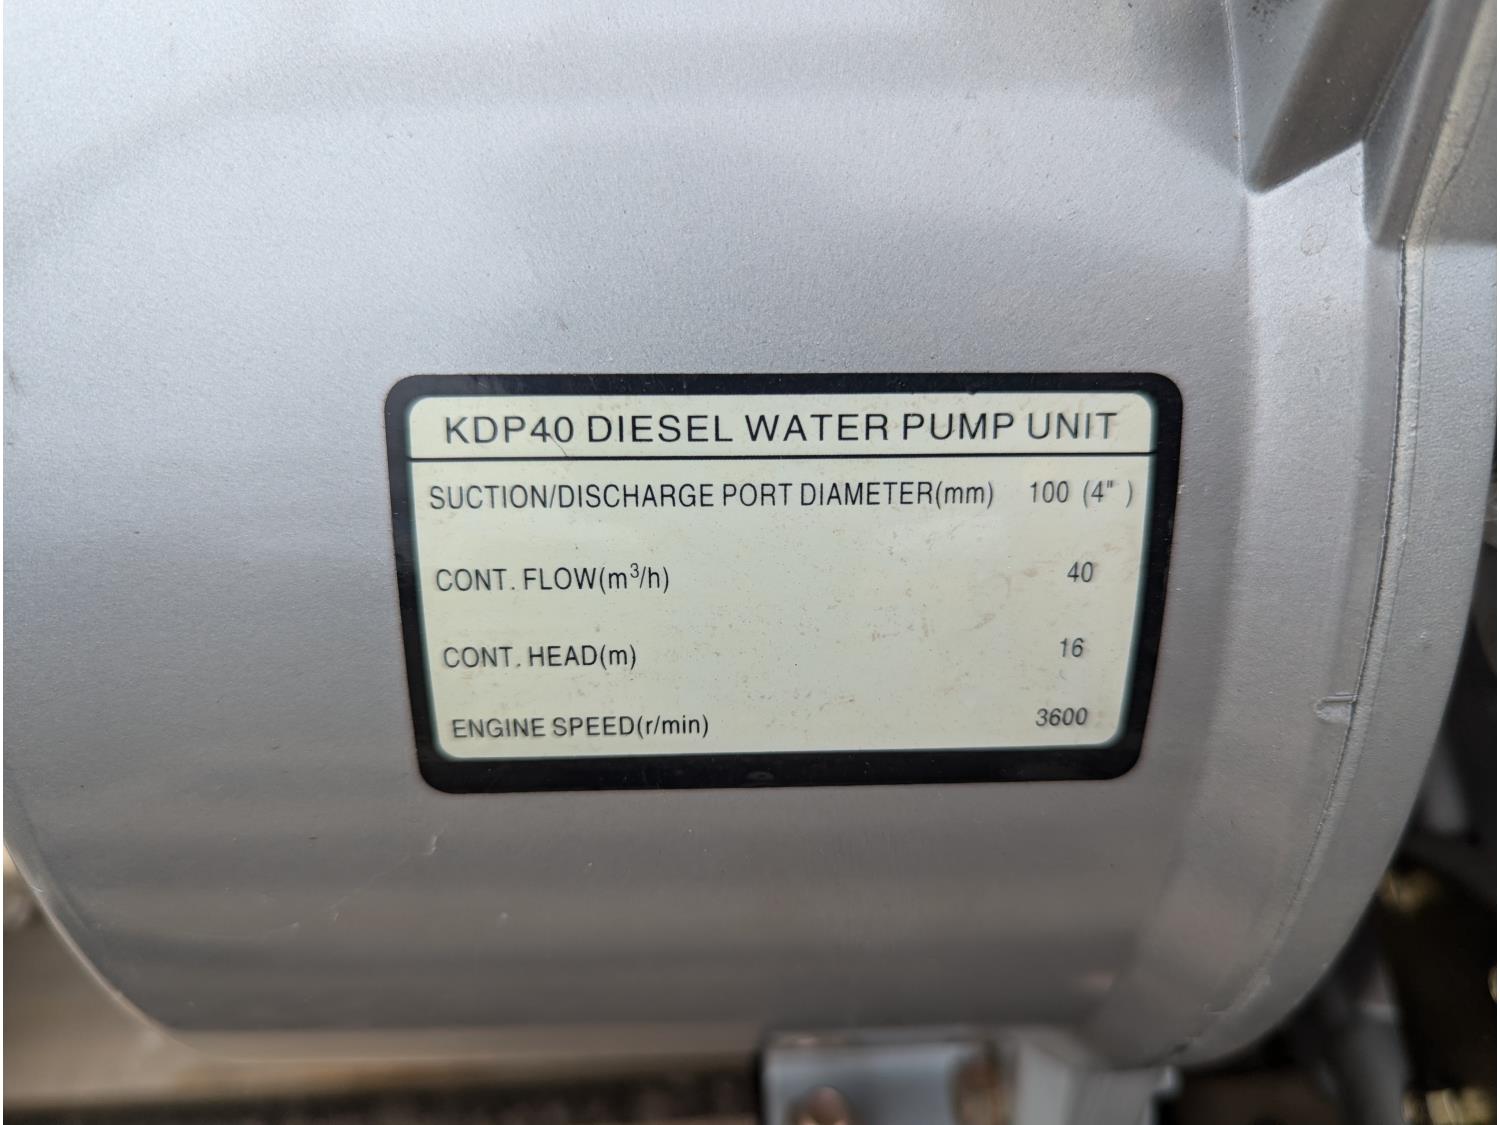 KDP40 DIESEL WATER PUMP UNIT
SUCTION/DISCHARGE PORT DIAMETER(mm) 100 (4" )
CONT. FLOW(m³/h) 40
CONT. HEAD(m) 16
ENGINE SPEED(r/min) 3600